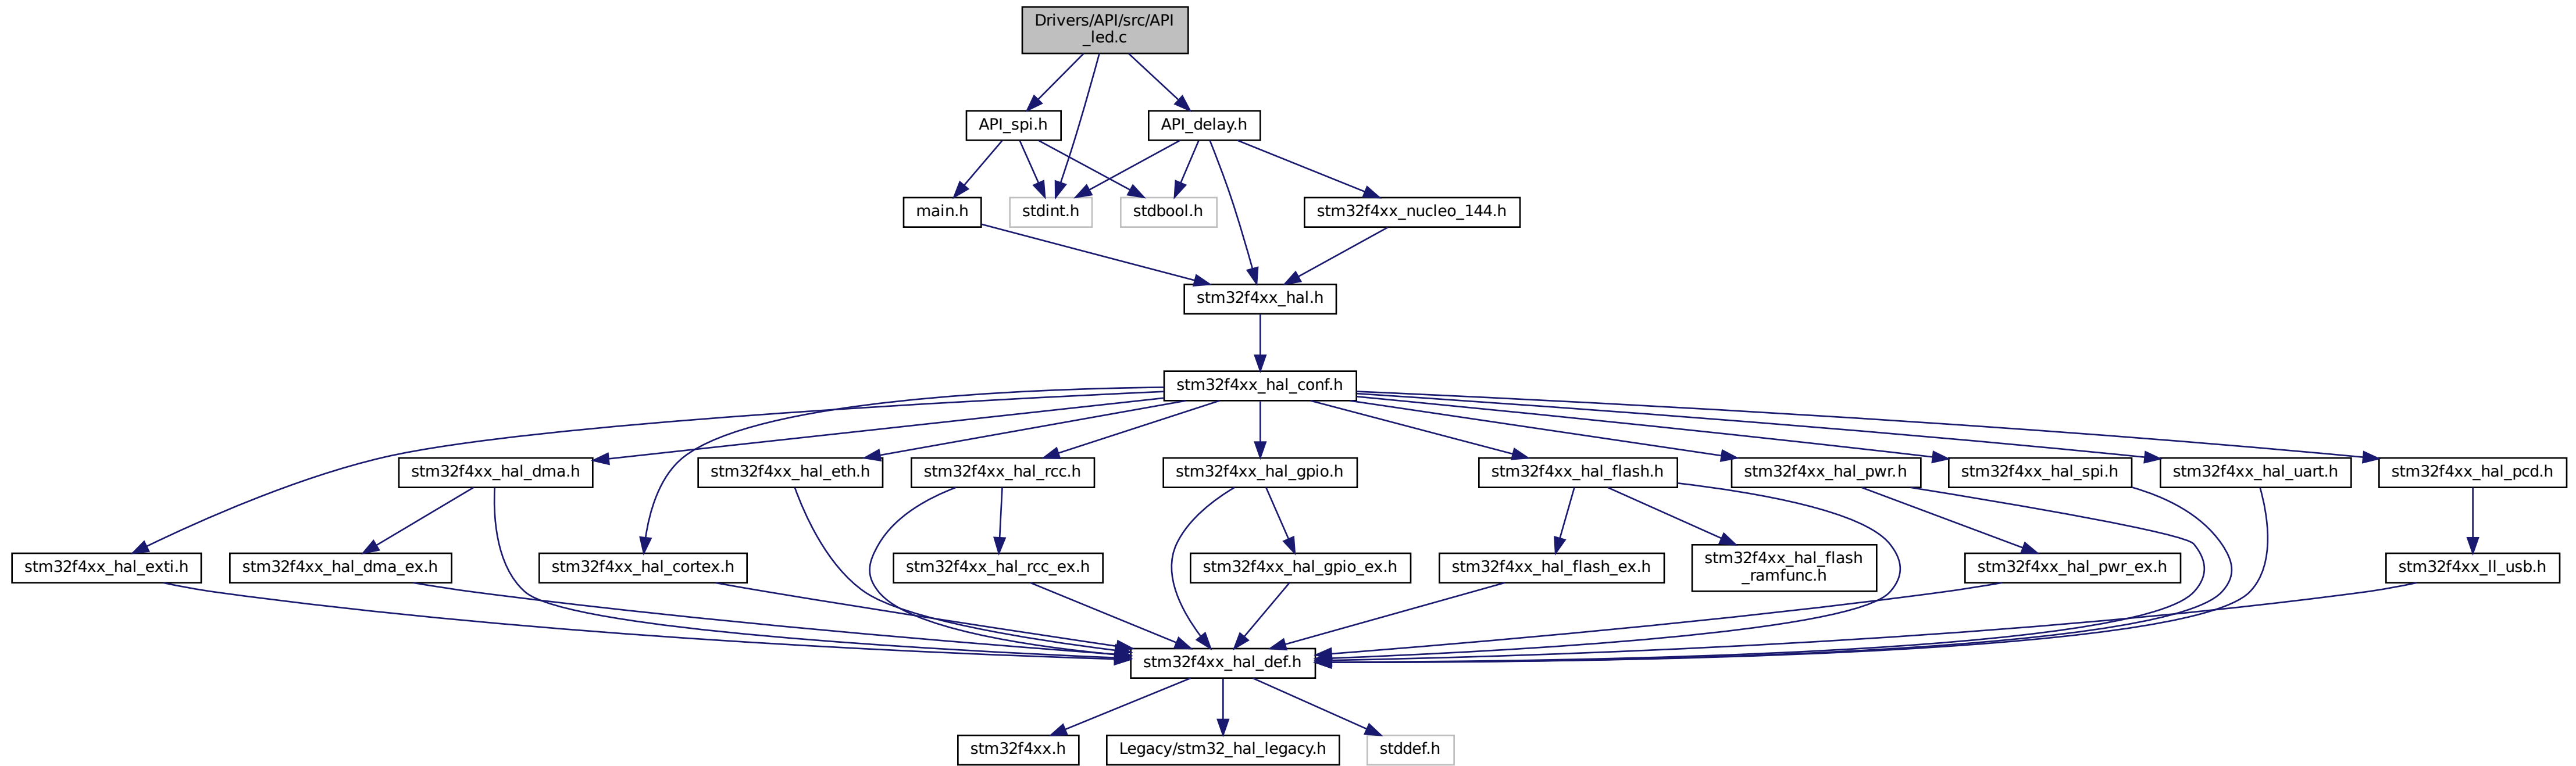 Drivers/API/src/API
_led.c
API_spi.h
API_delay.h
main.h
stdint.h
stdbool.h
stm32f4xx_nucleo_144.h
stm32f4xx_hal.h
stm32f4xx_hal_conf.h
stm32f4xx_hal_dma.h
stm32f4xx_hal_eth.h
stm32f4xx_hal_rcc.h
stm32f4xx_hal_gpio.h
stm32f4xx_hal_flash.h
stm32f4xx_hal_pwr.h
stm32f4xx_hal_spi.h
stm32f4xx_hal_uart.h
stm32f4xx_hal_pcd.h
stm32f4xx_hal_exti.h
stm32f4xx_hal_dma_ex.h
stm32f4xx_hal_cortex.h
stm32f4xx_hal_rcc_ex.h
stm32f4xx_hal_gpio_ex.h
stm32f4xx_hal_flash_ex.h
stm32f4xx_hal_flash
_ramfunc.h
stm32f4xx_hal_pwr_ex.h
stm32f4xx_ll_usb.h
stm32f4xx_hal_def.h
stm32f4xx.h
Legacy/stm32_hal_legacy.h
stddef.h